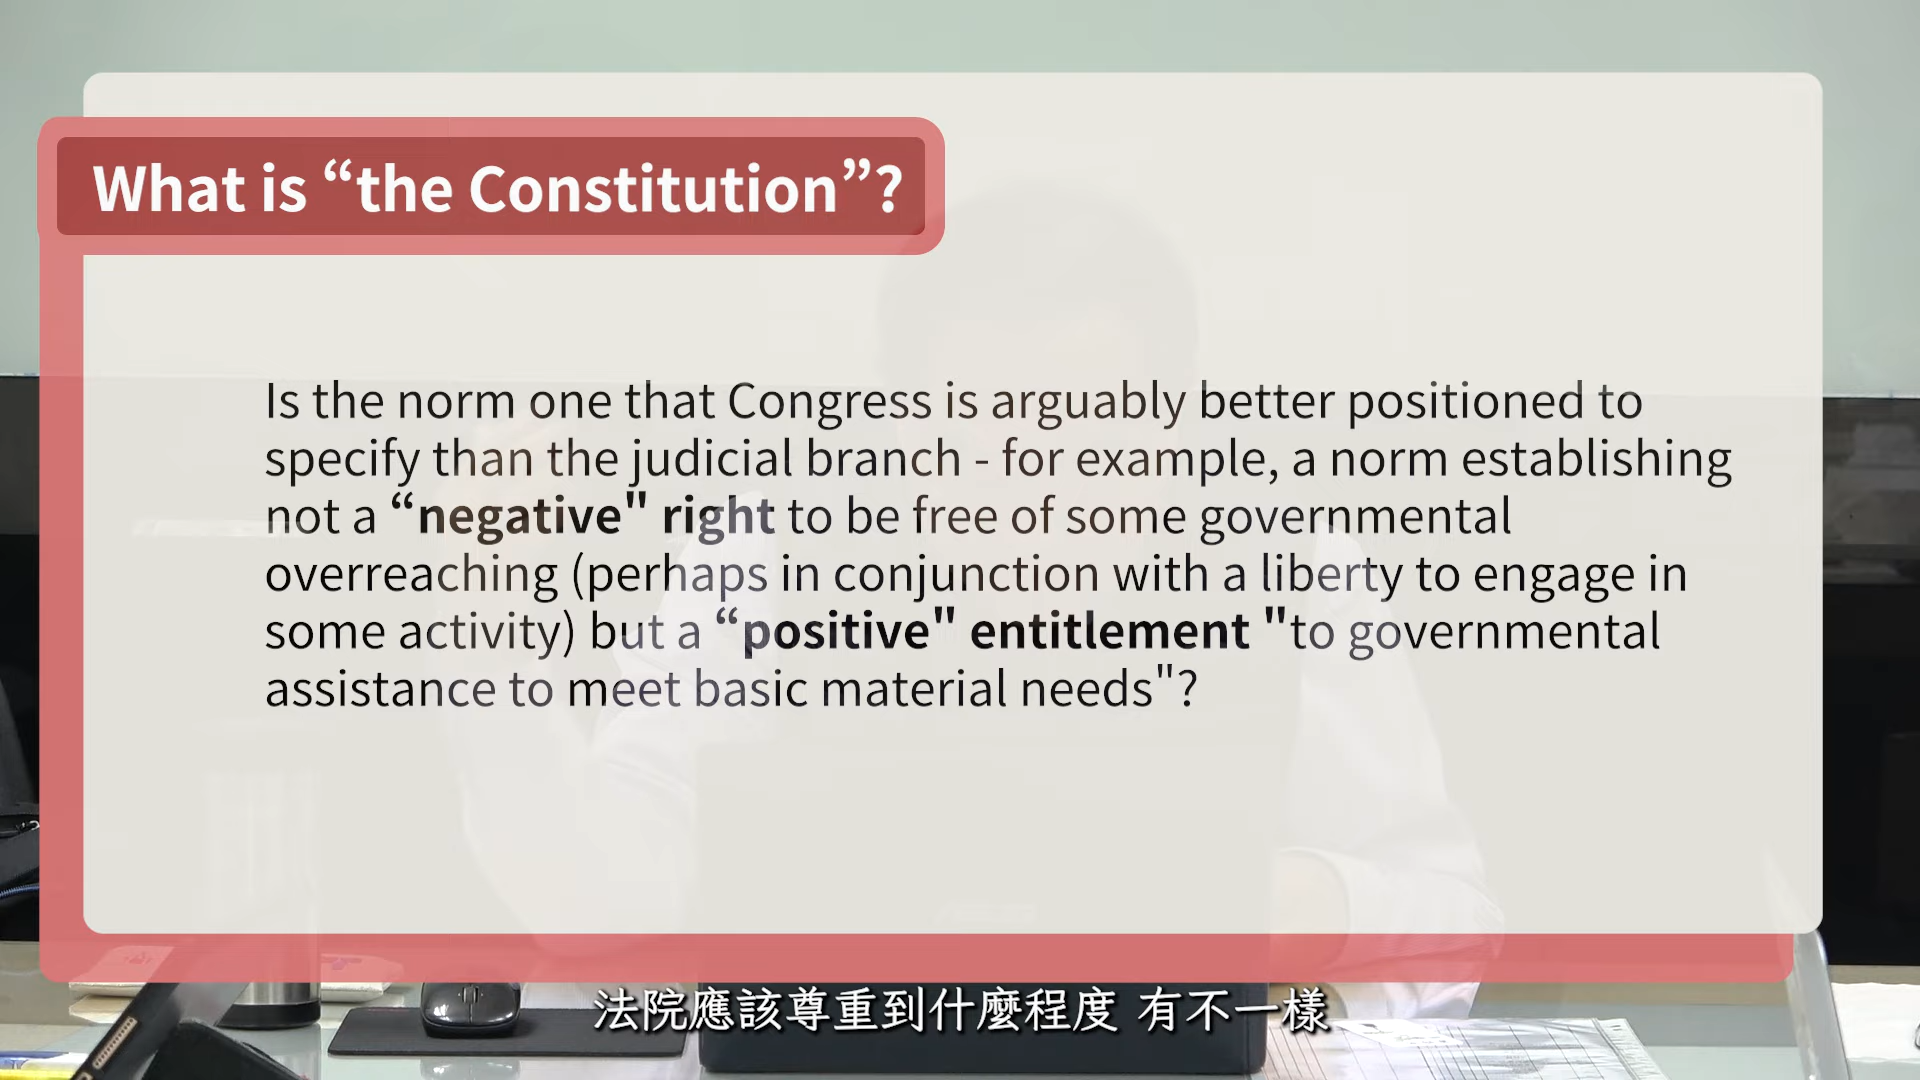 What is “the Constitution”?
Is the norm one that Congress is arguably better positioned to
specify than the judicial branch - for example, a norm establishing
not a “negative" right to be free of some governmental
overreaching (perhaps in conjunction with a liberty to engage in
some activity) but a “positive" entitlement "to governmental
assistance to meet basic material needs"?
法院應該尊重到什麼程度 有不一樣